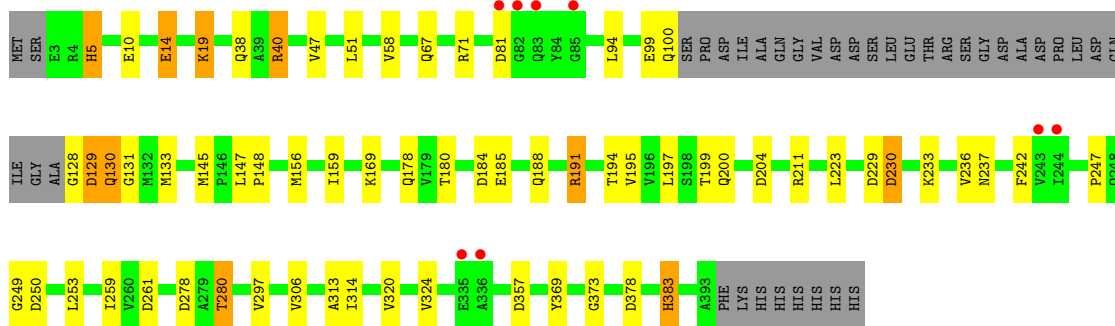 MET SER E3 R4 H5 E10 E14 K19 Q38 A39 R40 V47 L51 V58 Q67 R71 D81 G82 Q83 Y84 G85 L94 E99 Q100 SER PRO ASP ILE ALA GLN GLY VAL ASP ASP SER LEU GLU THR ARG SER GLY ASP ALA ASP PRO LEU ASP GLN
ILE GLY ALA G128 D129 Q130 G131 M132 M133 M145 P146 L147 P148 M156 I159 K169 Q178 V179 T180 D184 E185 Q188 R191 T194 V195 V196 L197 S198 T199 Q200 D204 R211 L223 D229 D230 K233 V236 N237 F242 V243 I244 P247
G249 D250 L253 I259 V260 D261 D278 A279 T280 V297 V306 A313 I314 V320 V324 E335 A336 D357 Y369 G373 D378 H383 A393 PHE LYS HIS HIS HIS HIS HIS HIS